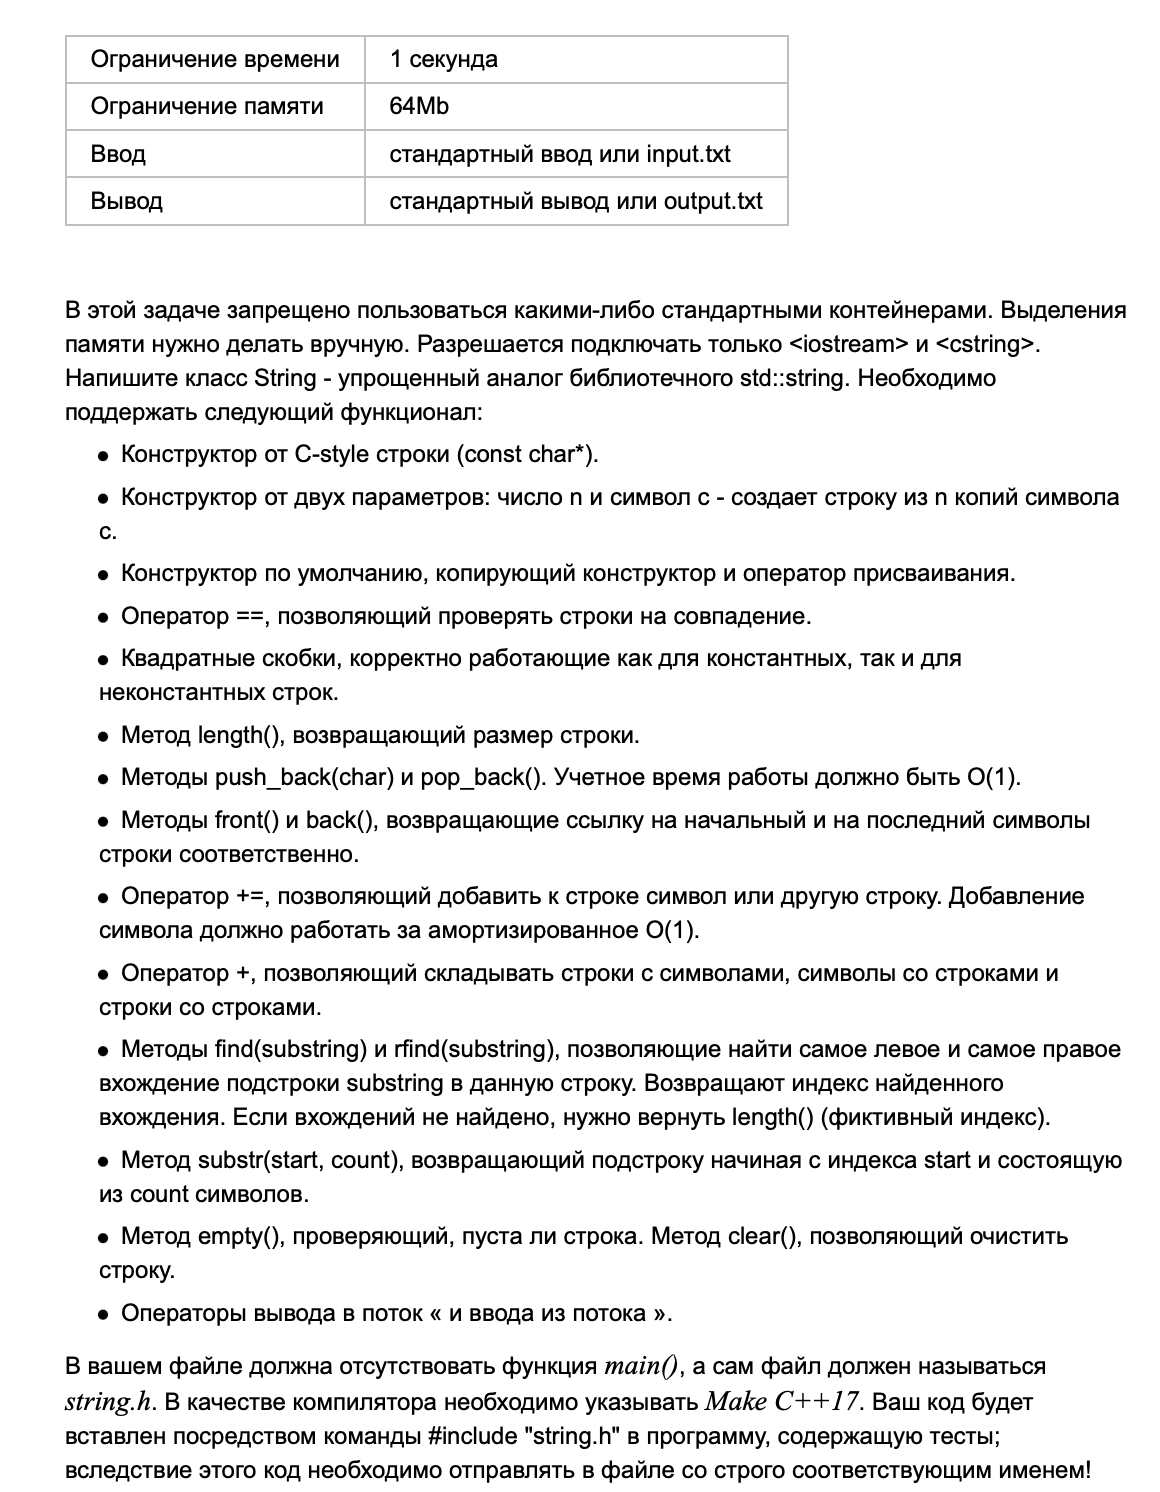 Ограничение времени 1 секунда
Ограничение памяти 64Mb
Ввод стандартный ввод или input.txt
Вывод стандартный вывод или output.txt
В этой задаче запрещено пользоваться какими-либо стандартными контейнерами. Выделения
памяти нужно делать вручную. Разрешается подключать только <iostream> и <cstring>.
Напишите класс String - упрощенный аналог библиотечного std::string. Необходимо
поддержать следующий функционал:
● Конструктор от C-style строки (const char*).
● Конструктор от двух параметров: число n и символ c - создает строку из n копий символа
c.
● Конструктор по умолчанию, копирующий конструктор и оператор присваивания.
● Оператор ==, позволяющий проверять строки на совпадение.
● Квадратные скобки, корректно работающие как для константных, так и для
неконстантных строк.
● Метод length(), возвращающий размер строки.
● Методы push_back(char) и pop_back(). Учетное время работы должно быть O(1).
● Методы front() и back(), возвращающие ссылку на начальный и на последний символы
строки соответственно.
● Оператор +=, позволяющий добавить к строке символ или другую строку. Добавление
символа должно работать за амортизированное O(1).
● Оператор +, позволяющий складывать строки с символами, символы со строками и
строки со строками.
● Методы find(substring) и rfind(substring), позволяющие найти самое левое и самое правое
вхождение подстроки substring в данную строку. Возвращают индекс найденного
вхождения. Если вхождений не найдено, нужно вернуть length() (фиктивный индекс).
● Метод substr(start, count), возвращающий подстроку начиная с индекса start и состоящую
из count символов.
● Метод empty(), проверяющий, пуста ли строка. Метод clear(), позволяющий очистить
строку.
● Операторы вывода в поток « и ввода из потока ».
В вашем файле должна отсутствовать функция main(), а сам файл должен называться
string.h. В качестве компилятора необходимо указывать Make C++17. Ваш код будет
вставлен посредством команды #include "string.h" в программу, содержащую тесты;
вследствие этого код необходимо отправлять в файле со строго соответствующим именем!